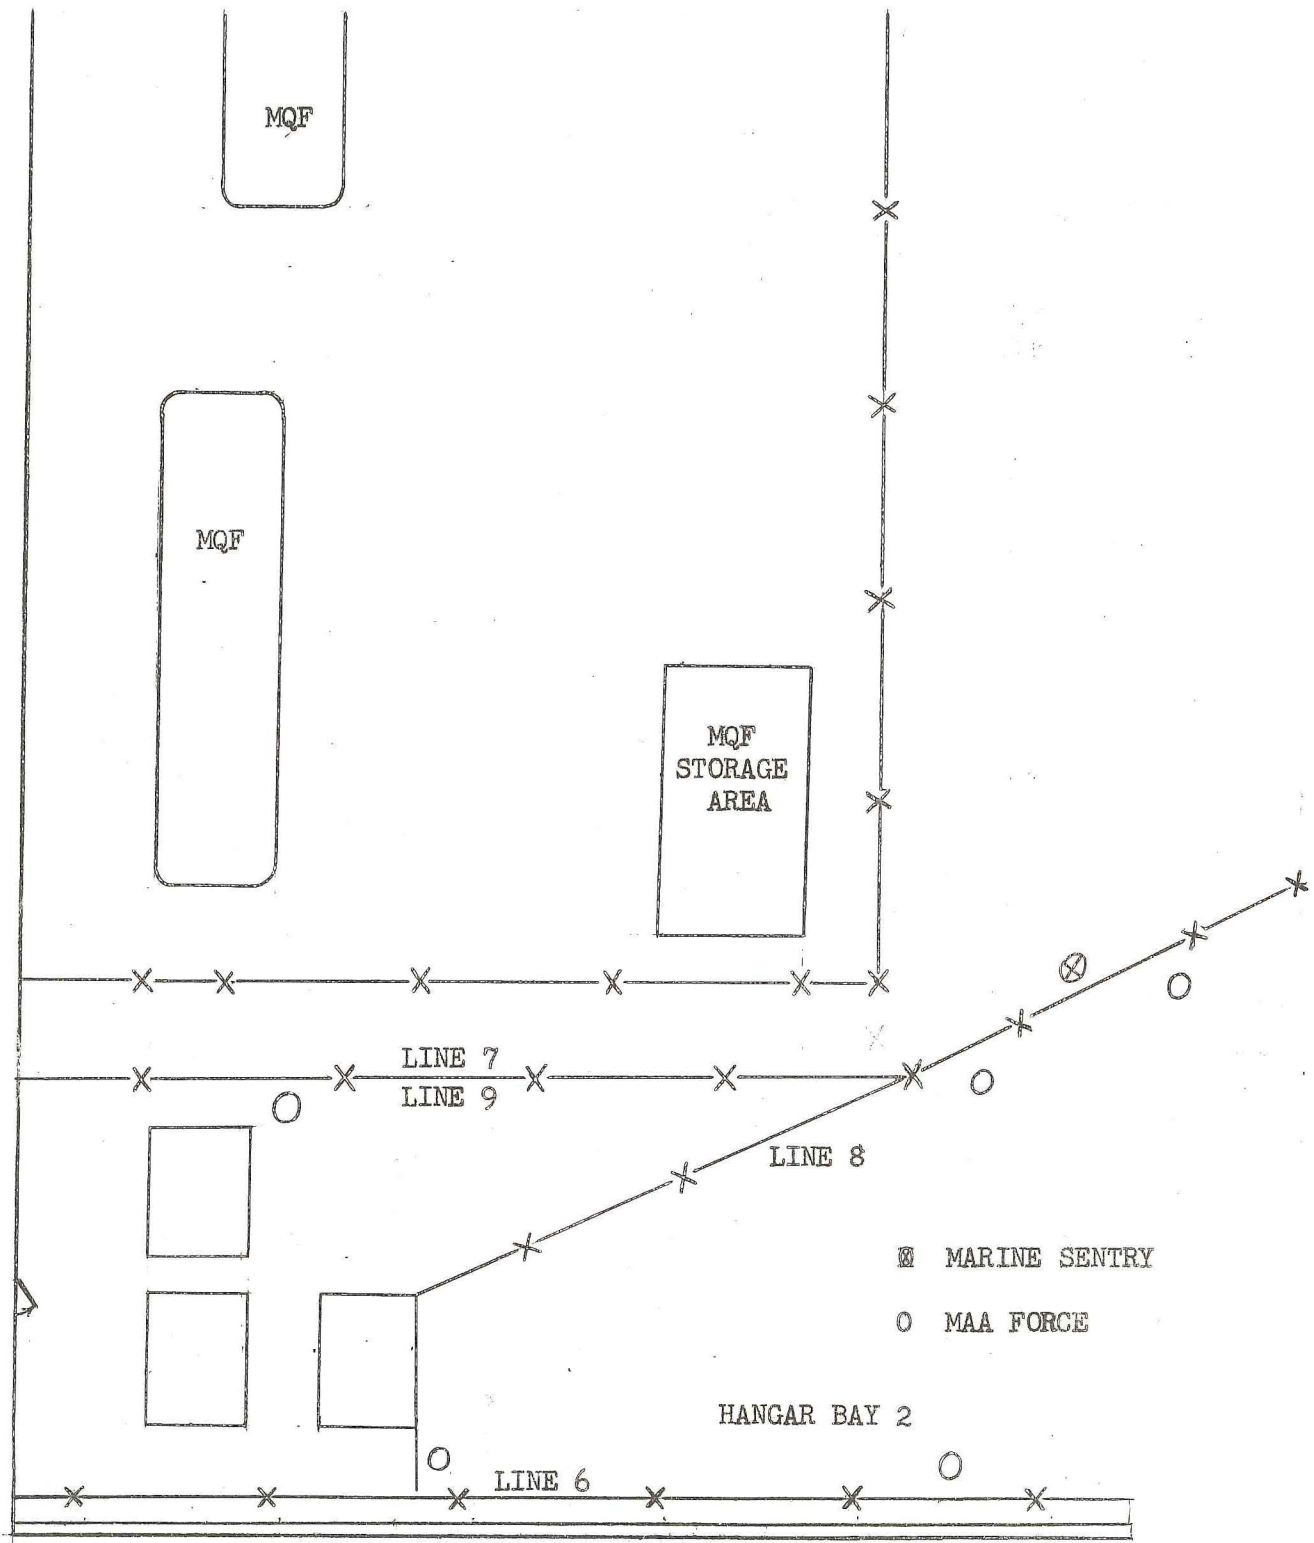 MQF
MQF
MQF
STORAGE
AREA
LINE 7
LINE 9
LINE 8
MARINE SENTRY
O MAA FORCE
HANGAR BAY 2
LINE 6